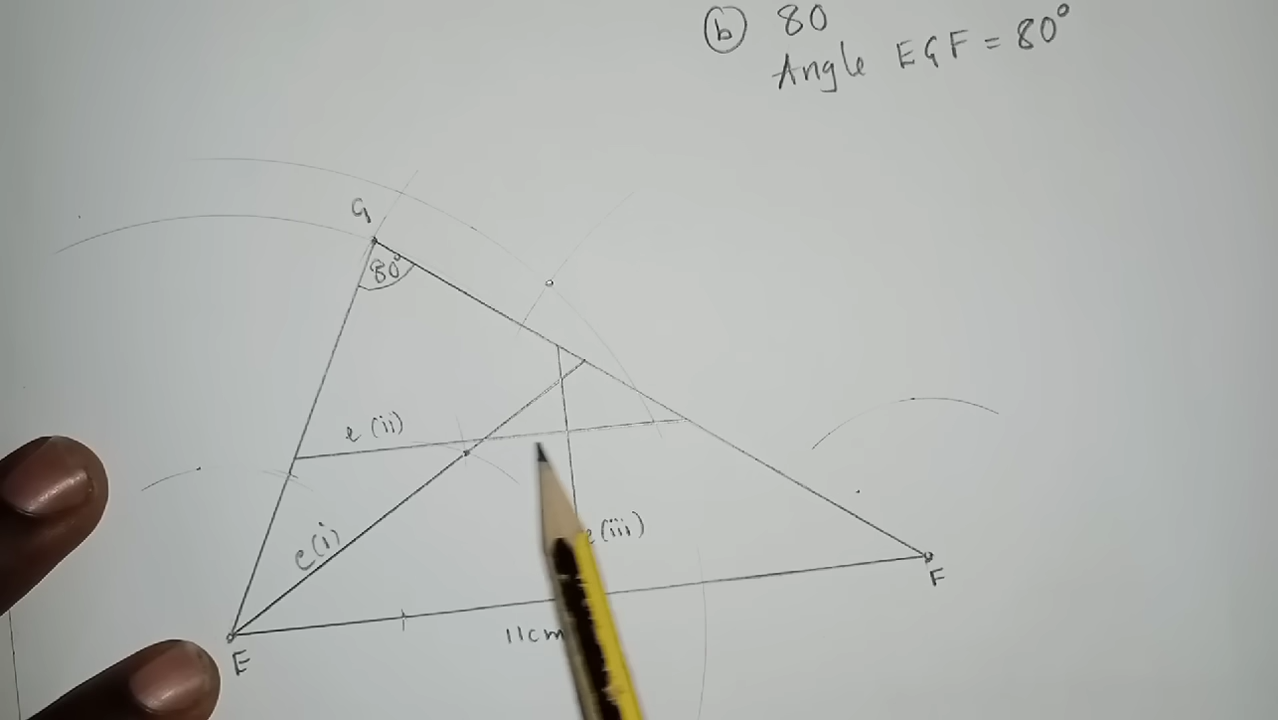 (b) 80
Angle EGF = 80°
G
80°
e (ii)
e(i)
e (iii)
F
11cm
E